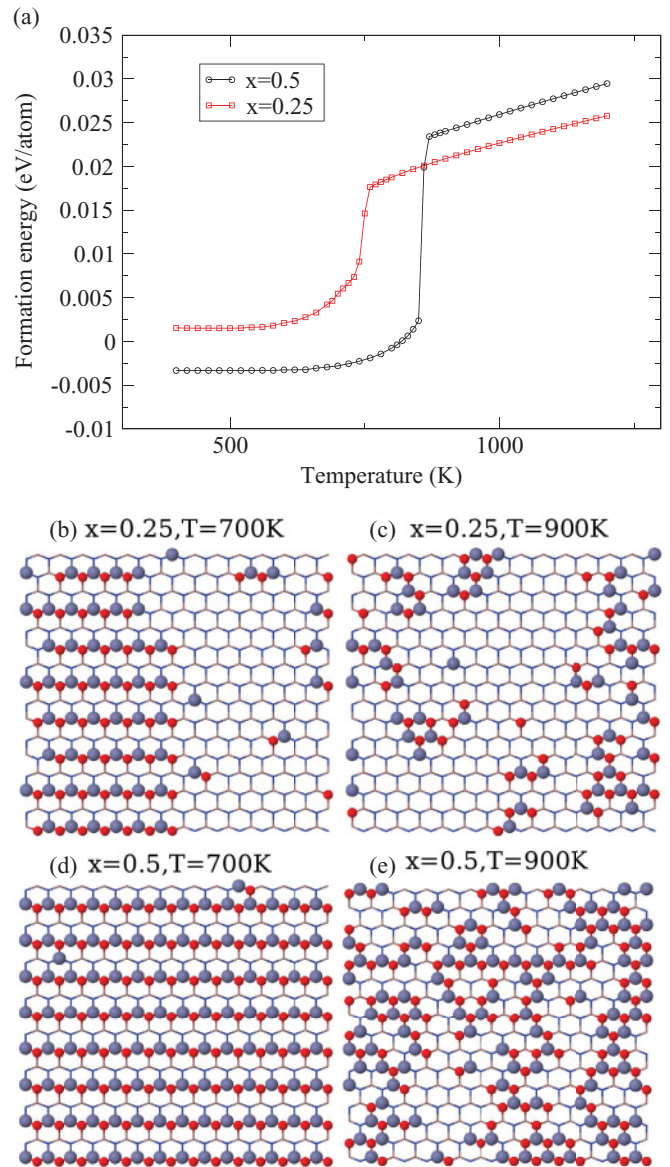 (a)
0.035
0.03
0.025
0.02
0.015
0.01
0.005
0
-0.005
-0.01
Formation energy (eV/atom)
x=0.5
x=0.25
500
1000
Temperature (K)
(b) x=0.25,T=700K
(c) x=0.25,T=900K
(d) x=0.5,T=700K
(e) x=0.5,T=900K